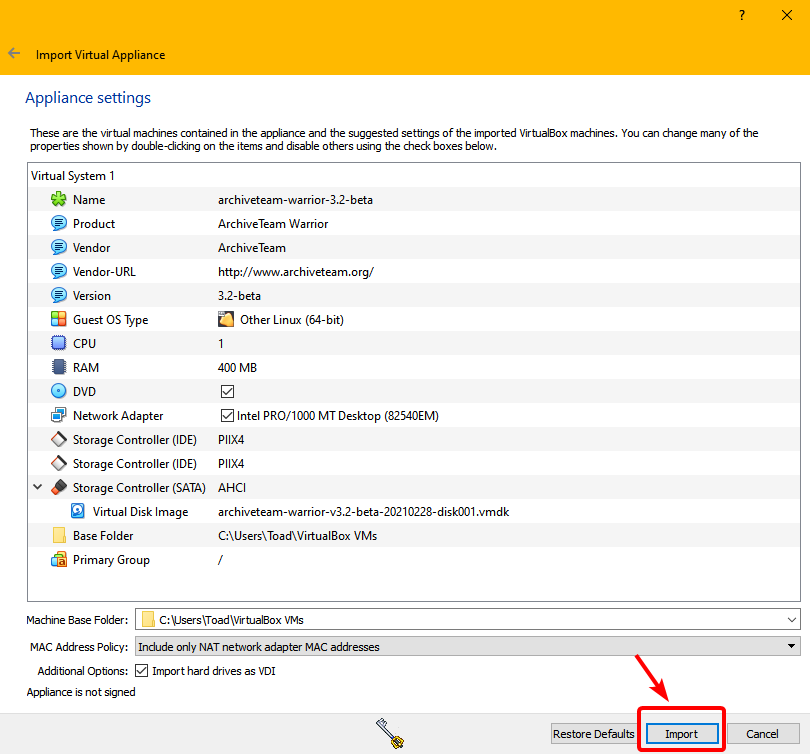 ?
Import Virtual Appliance
Appliance settings
These are the virtual machines contained in the appliance and the suggested settings of the imported VirtualBox machines. You can change many of the
properties shown by double-clicking on the items and disable others using the check boxes below.
Virtual System 1
Name archiveteam-warrior-3.2-beta
Product ArchiveTeam Warrior
Vendor ArchiveTeam
Vendor-URL http://www.archiveteam.org/
Version 3.2-beta
Guest OS Type Other Linux (64-bit)
CPU 1
RAM 400 MB
DVD
Network Adapter Intel PRO/1000 MT Desktop (82540EM)
Storage Controller (IDE) PIIX4
Storage Controller (IDE) PIIX4
Storage Controller (SATA) AHCI
Virtual Disk Image archiveteam-warrior-v3.2-beta-20210228-disk001.vmdk
Base Folder C:\Users\Toad\VirtualBox VMs
Primary Group /
Machine Base Folder: C:\Users\Toad\VirtualBox VMs
MAC Address Policy: Include only NAT network adapter MAC addresses
Additional Options: Import hard drives as VDI
Appliance is not signed
Restore Defaults Import Cancel